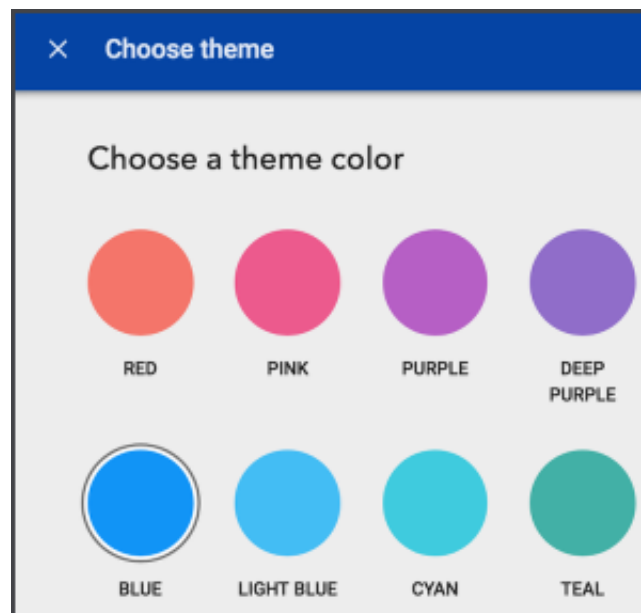 Choose theme
Choose a theme color
RED
PINK
PURPLE
DEEP
PURPLE
BLUE
LIGHT BLUE
CYAN
TEAL